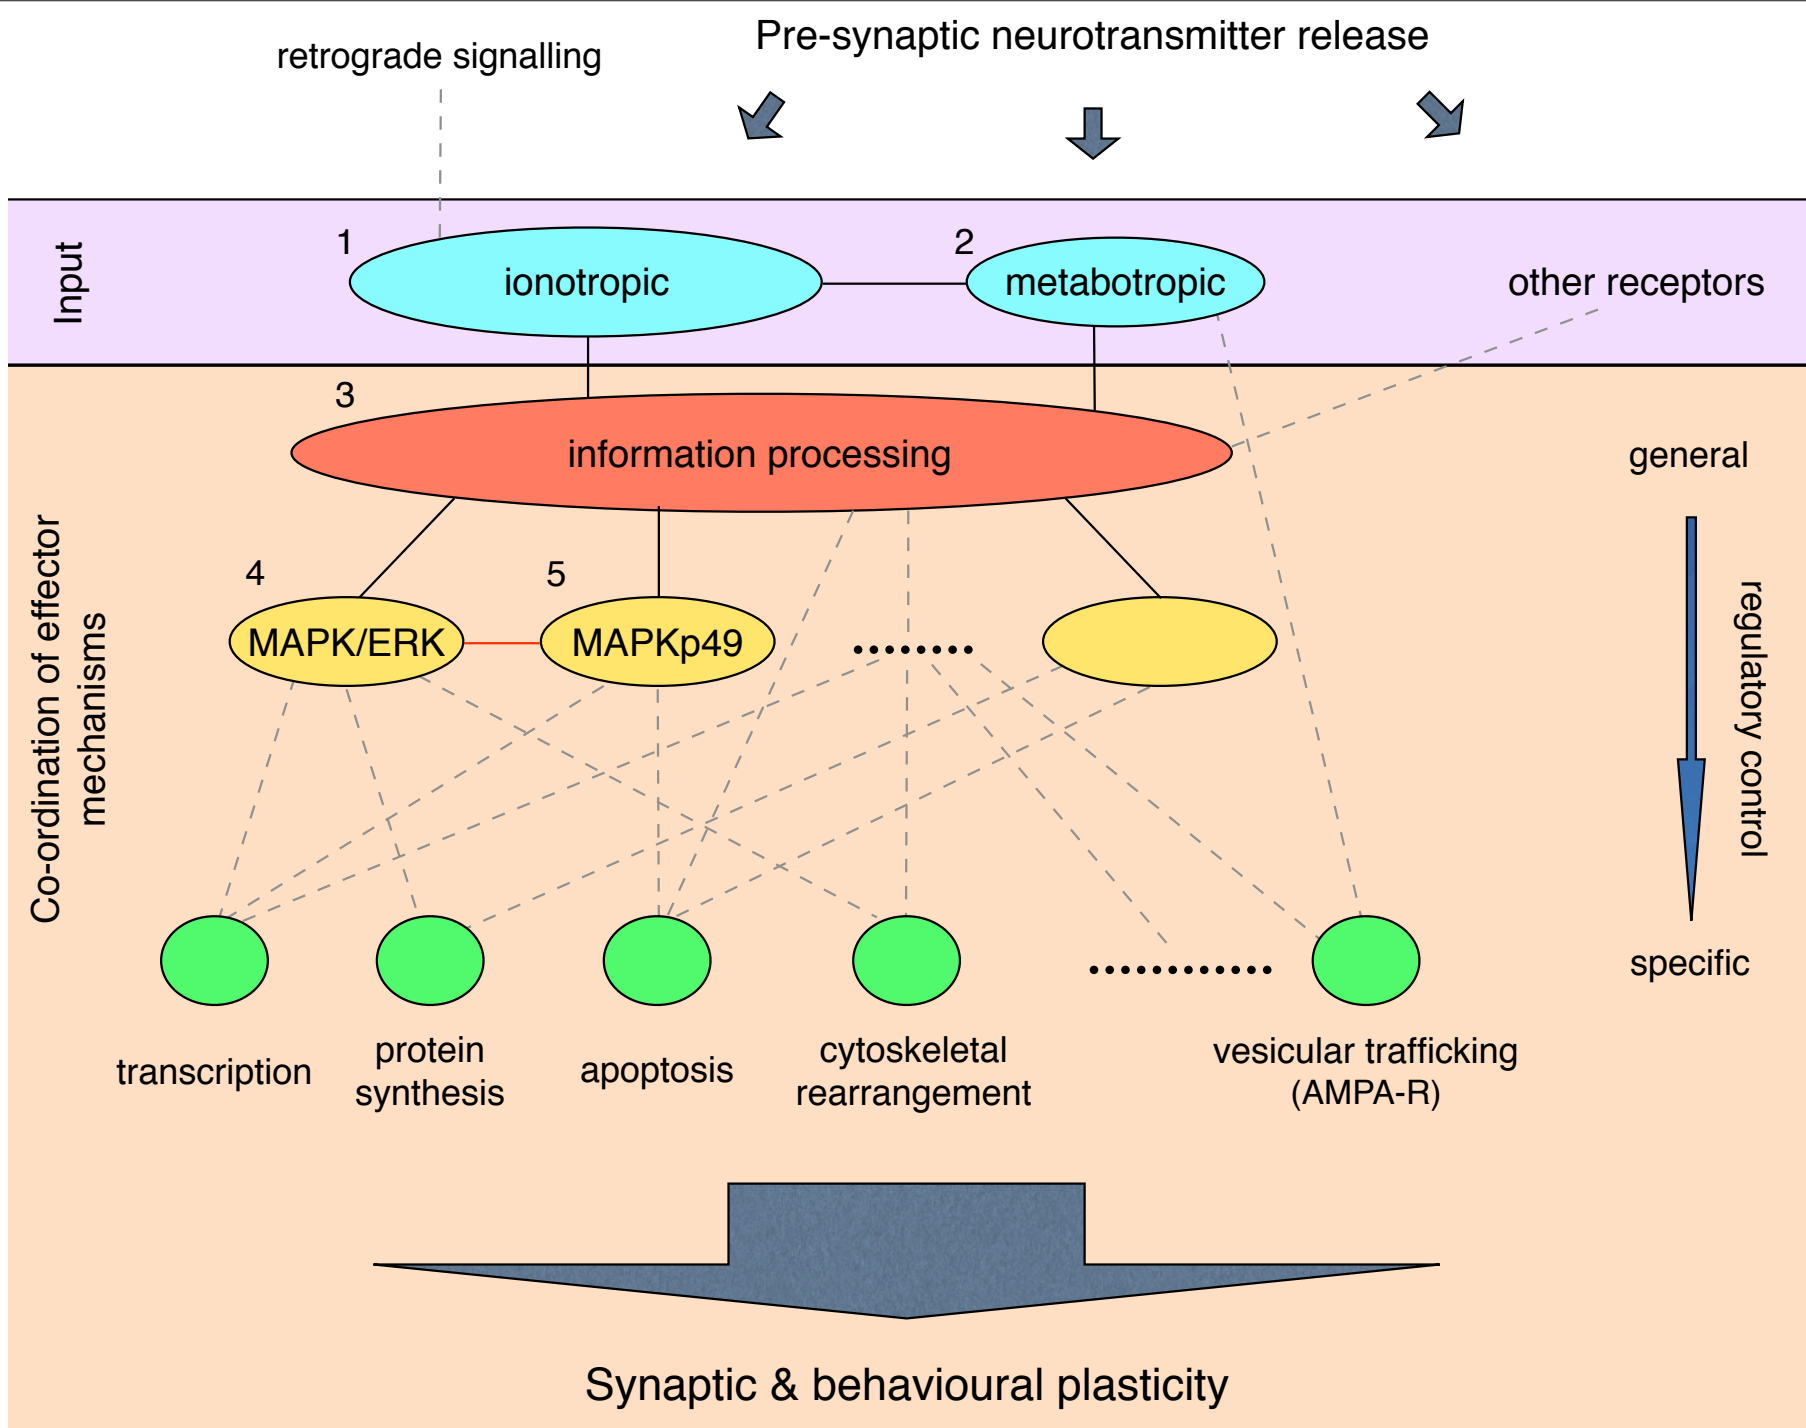 Pre-synaptic neurotransmitter release
retrograde signalling
Input
1
ionotropic
2
metabotropic
other receptors
3
information processing
general
Co-ordination of effector
mechanisms
4
MAPK/ERK
5
MAPKp49
regulatory control
specific
transcription
protein
synthesis
apoptosis
cytoskeletal
rearrangement
vesicular trafficking
(AMPA-R)
Synaptic & behavioural plasticity